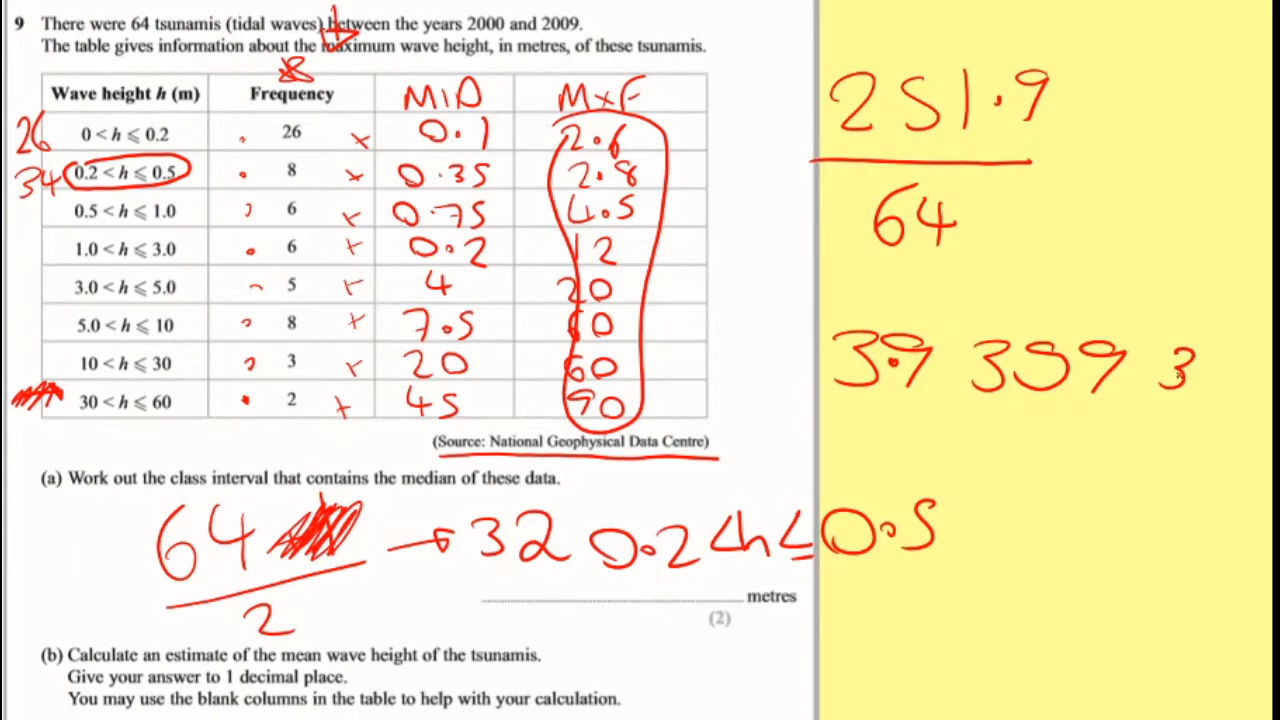 9 There were 64 tsunamis (tidal waves) between the years 2000 and 2009.
The table gives information about the maximum wave height, in metres, of these tsunamis.
Wave height h (m) Frequency MID M×F
26 0 < h ⩽ 0.2 26 × 0.1 2.6
34 0.2 < h ⩽ 0.5 8 × 0.35 2.8
0.5 < h ⩽ 1.0 6 × 0.75 4.5
1.0 < h ⩽ 3.0 6 × 0.2 12
3.0 < h ⩽ 5.0 5 × 4 20
5.0 < h ⩽ 10 8 × 7.5 60
10 < h ⩽ 30 3 × 20 60
30 < h ⩽ 60 2 × 45 90
(Source: National Geophysical Data Centre)
251.9
64
3.9 359 3
(a) Work out the class interval that contains the median of these data.
64 → 32 0.2<h≤0.5
2
metres
(2)
(b) Calculate an estimate of the mean wave height of the tsunamis.
Give your answer to 1 decimal place.
You may use the blank columns in the table to help with your calculation.